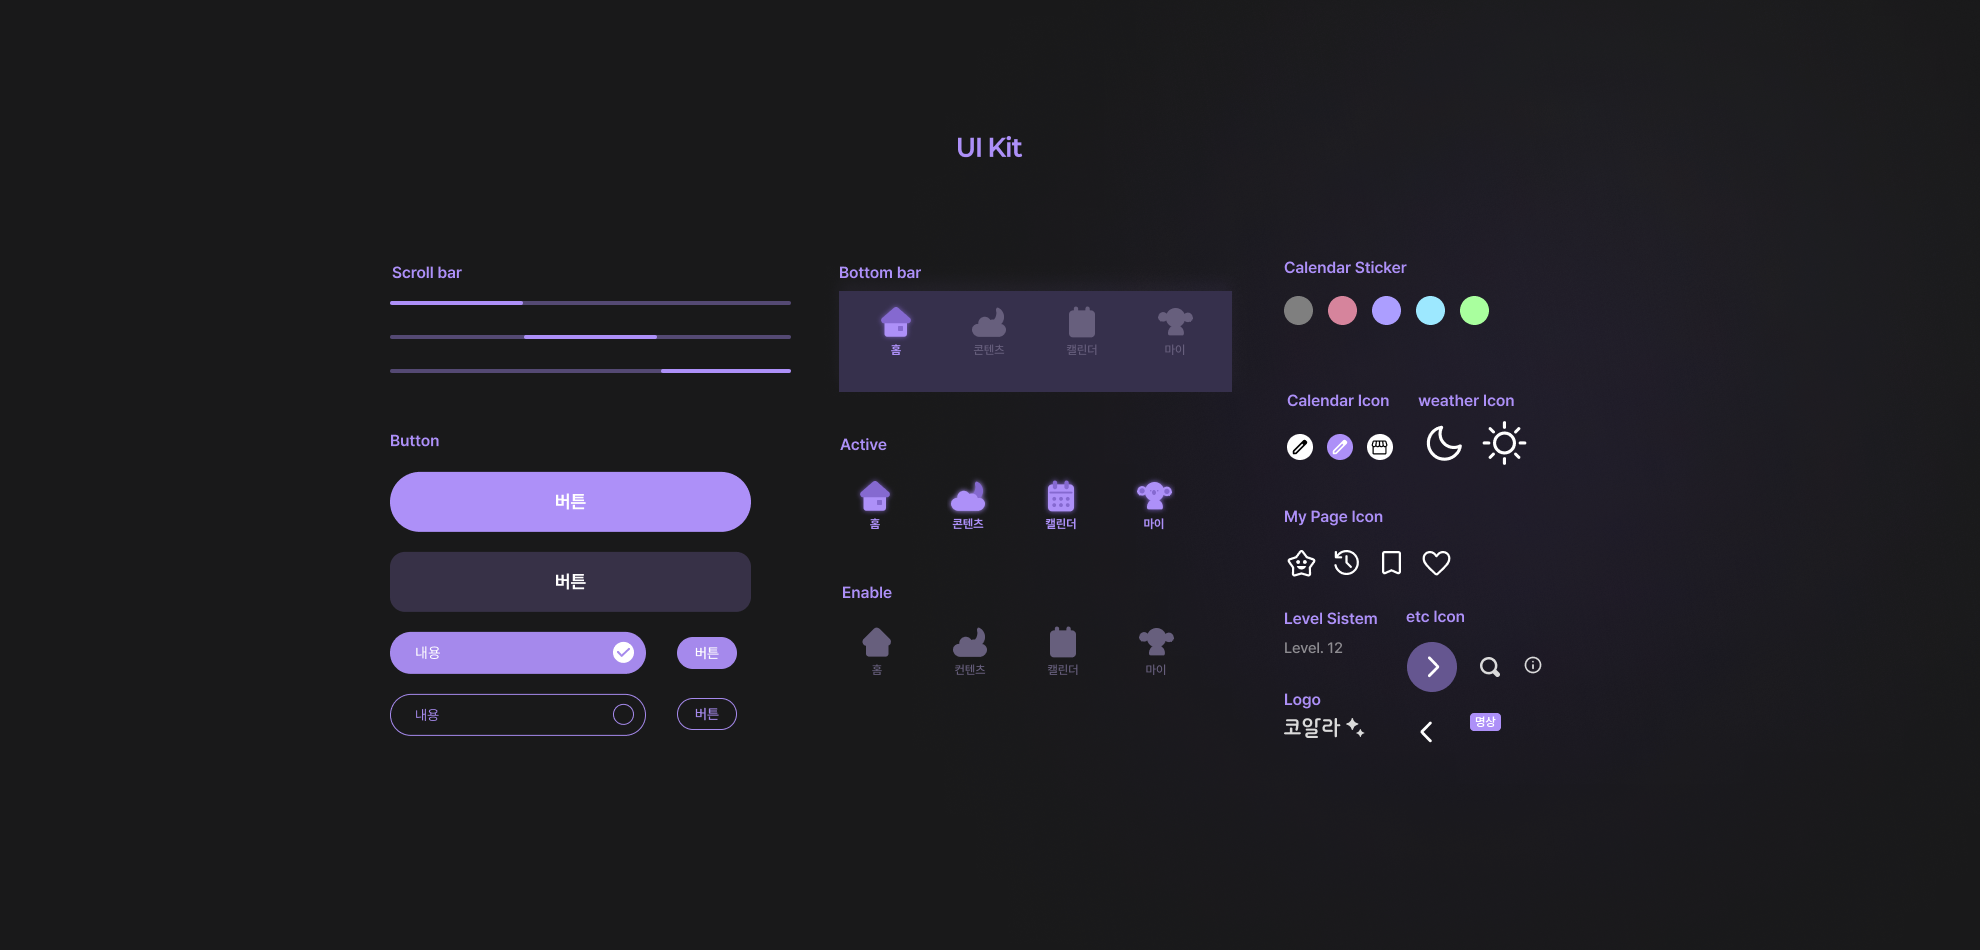 UI Kit
Scroll bar
Button
버튼
버튼
내용
버튼
내용
버튼
Bottom bar
홈
콘텐츠
캘린더
마이
Active
홈
콘텐츠
캘린더
마이
Enable
홈
컨텐츠
캘린더
마이
Calendar Sticker
Calendar Icon
weather Icon
My Page Icon
Level Sistem
Level. 12
etc Icon
Logo
코알라
명상